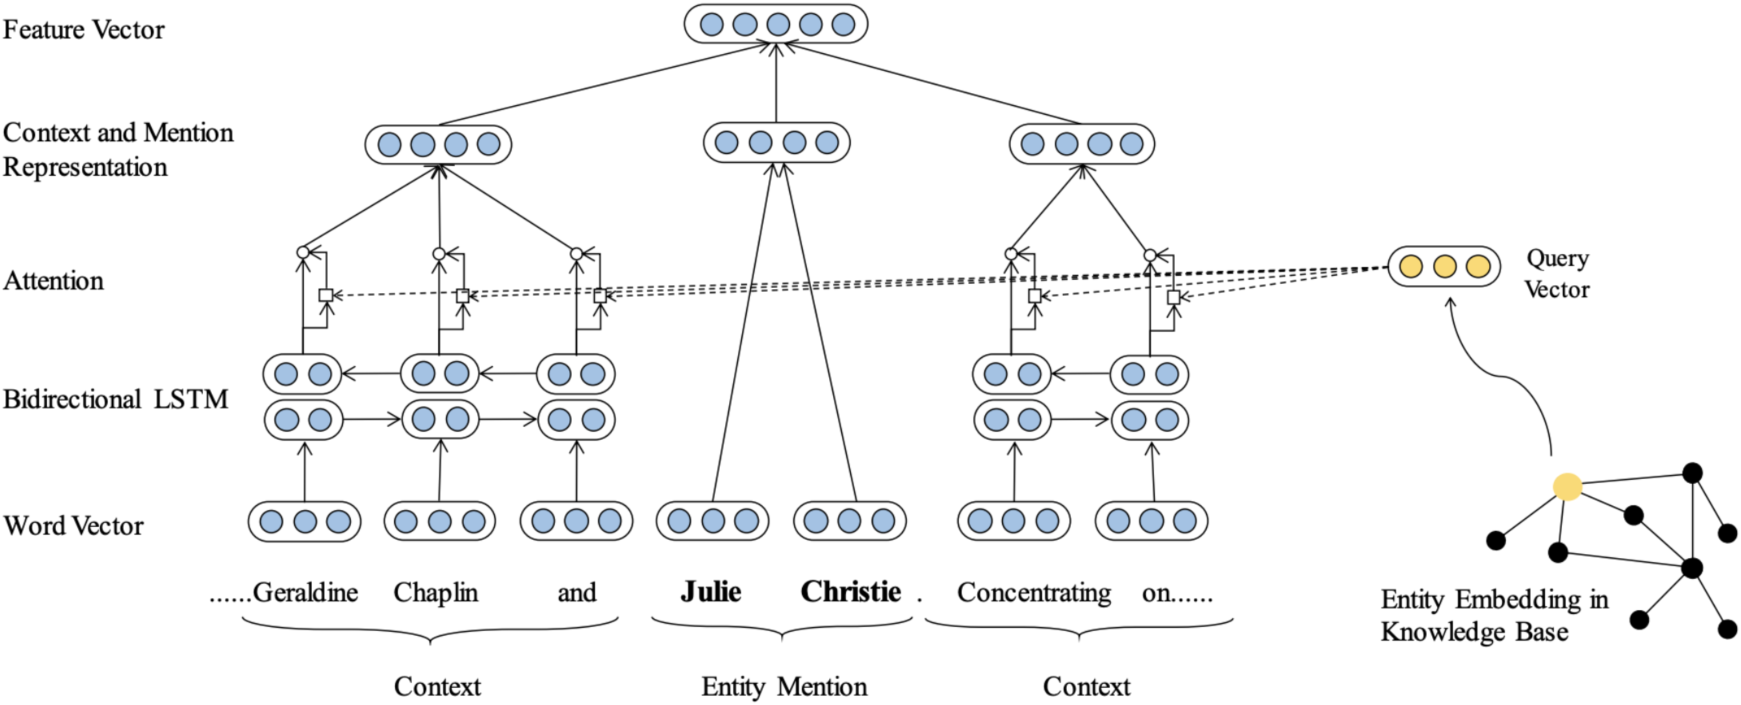 Feature Vector
Context and Mention
Representation
Attention
Query
Vector
Bidirectional LSTM
Word Vector
......Geraldine Chaplin and Julie Christie . Concentrating on......
Entity Embedding in
Knowledge Base
Context Entity Mention Context